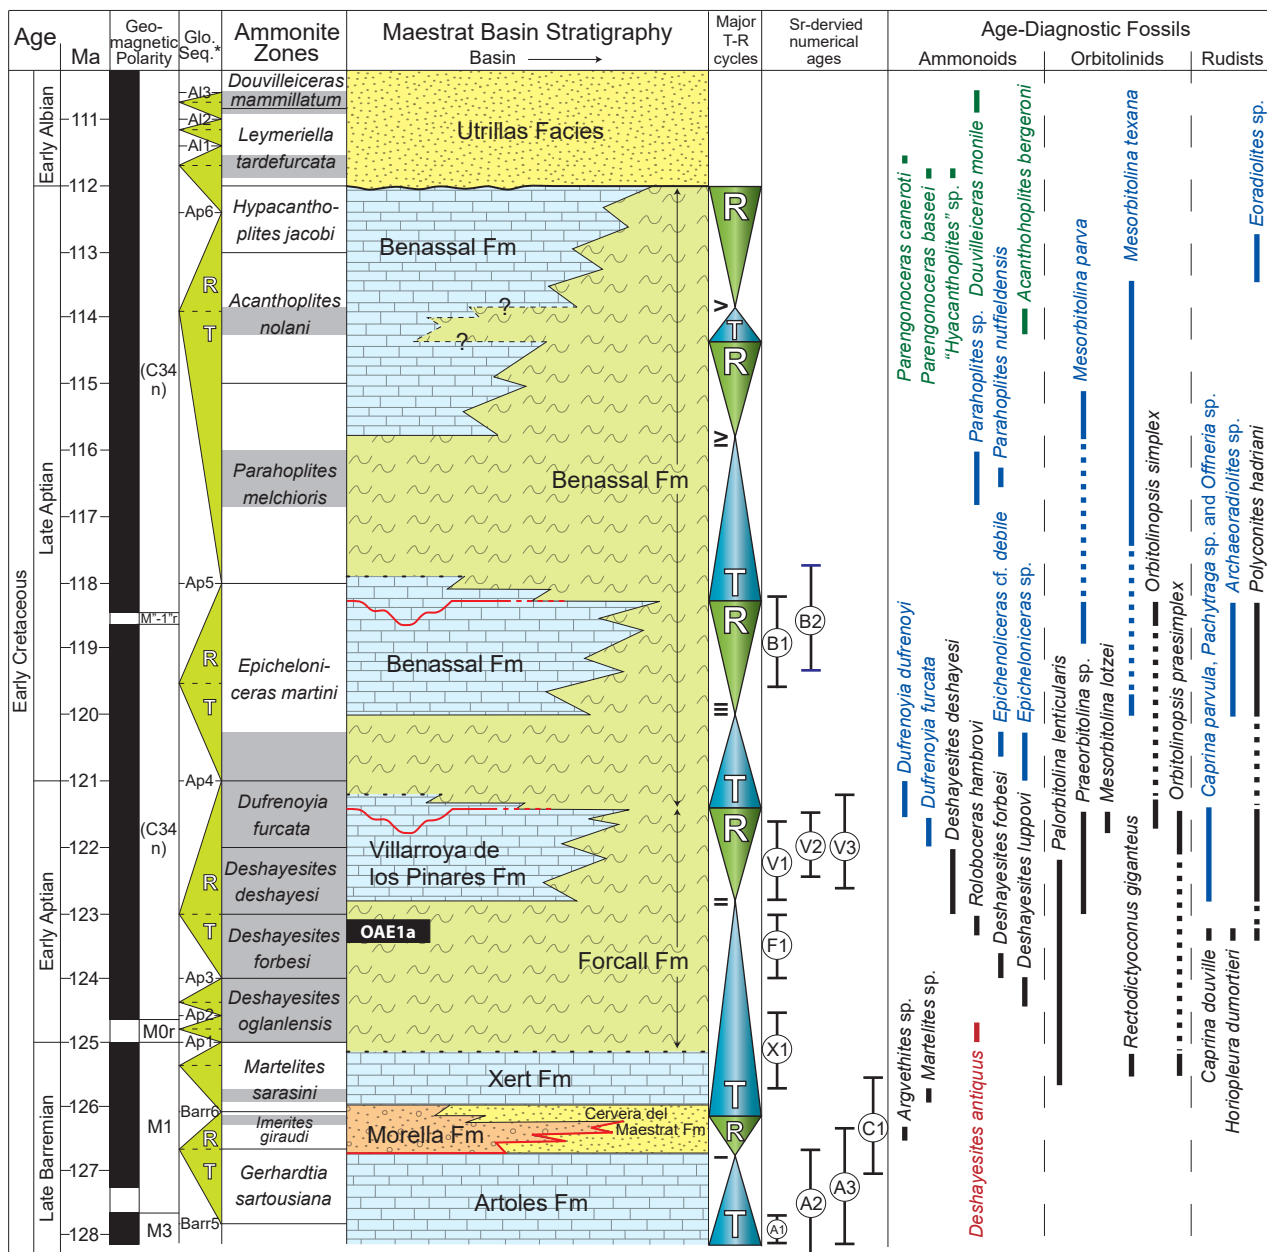 Age
Ma
Geo-
magnetic
Polarity
Glo.
Seq.*
Ammonite
Zones
Maestrat Basin Stratigraphy
Basin
Major
T-R
cycles
Sr-dervied
numerical
ages
Age-Diagnostic Fossils
Ammonoids
Orbitolinids
Rudists
Early Cretaceous
Early Albian
Late Aptian
Early Aptian
Late Barremian
111
112
113
114
115
116
117
118
119
120
121
122
123
124
125
126
127
128
(C34
n)
M"-1"r
(C34
n)
M0r
M1
M3
Al3
Al2
Al1
Ap6
R
T
Ap5
R
T
Ap4
R
T
Ap3
Ap2
Ap1
Barr6
R
T
Barr5
Douvilleiceras
mammillatum
Leymeriella
tardefurcata
Hypacantho-
plites jacobi
Acanthoplites
nolani
Parahoplites
melchioris
Epicheloni-
ceras martini
Dufrenoyia
furcata
Deshayesites
deshayesi
Deshayesites
forbesi
Deshayesites
oglanlensis
Martelites
sarasini
Imerites
giraudi
Gerhardtia
sartousiana
Utrillas Facies
Benassal Fm
?
?
Benassal Fm
Benassal Fm
Villarroya de
los Pinares Fm
OAE1a
Forcall Fm
Xert Fm
Cervera del
Maestrat Fm
Morella Fm
Artoles Fm
R
T
R
T
R
T
R
T
R
T
B1
B2
V1
V2
V3
F1
X1
C1
A3
A2
A1
Parengonoceras caneroti
Parengonoceras baseei
“Hyacanthoplites” sp.
Douvilleiceras monile
Acanthohoplites bergeroni
Parahoplites sp.
Parahoplites nutfieldensis
Dufrenoyia dufrenoyi
Dufrenoyia furcata
Deshayesites deshayesi
Roloboceras hambrovi
Epichenoliceras cf. debile
Epicheloniceras sp.
Deshayesites forbesi
Deshayesites luppovi
Argvethites sp.
Martelites sp.
Deshayesites antiquus
Mesorbitolina texana
Mesorbitolina parva
Palorbitolina lenticularis
Praeorbitolina sp.
Mesorbitolina lotzei
Rectodictyoconus giganteus
Orbitolinopsis simplex
Orbitolinopsis praesimplex
Eoradiolites sp.
Caprina parvula, Pachytraga sp. and Offneria sp.
Archaeoradiolites sp.
Polyconites hadriani
Caprina douville
Horiopleura dumortieri